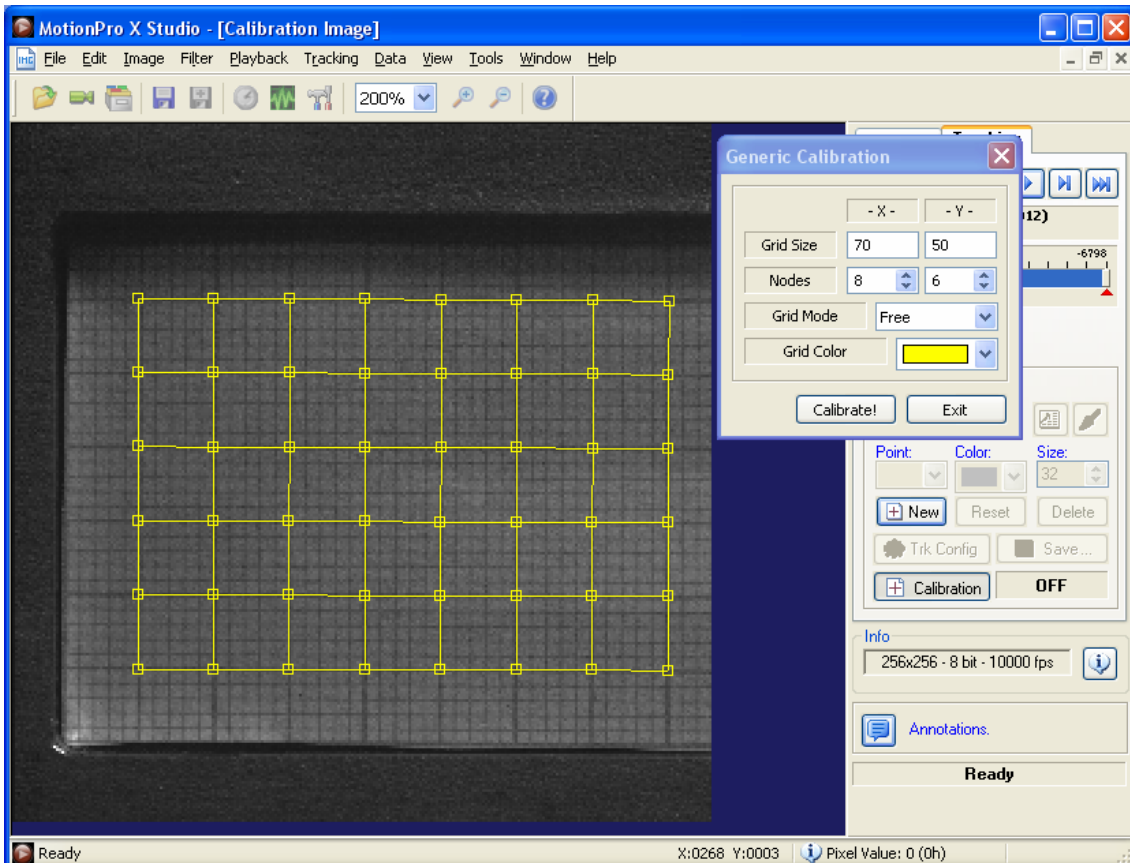 MotionPro X Studio - [Calibration Image]
IMG File Edit Image Filter Playback Tracking Data View Tools Window Help
200%
Generic Calibration
- X - - Y -
Grid Size 70 50
Nodes 8 6
Grid Mode Free
Grid Color
Calibrate! Exit
012)
-6798
Point: Color: Size:
32
New Reset Delete
Trk Config Save...
Calibration OFF
Info
256x256 - 8 bit - 10000 fps
Annotations.
Ready
Ready X:0268 Y:0003 Pixel Value: 0 (0h)